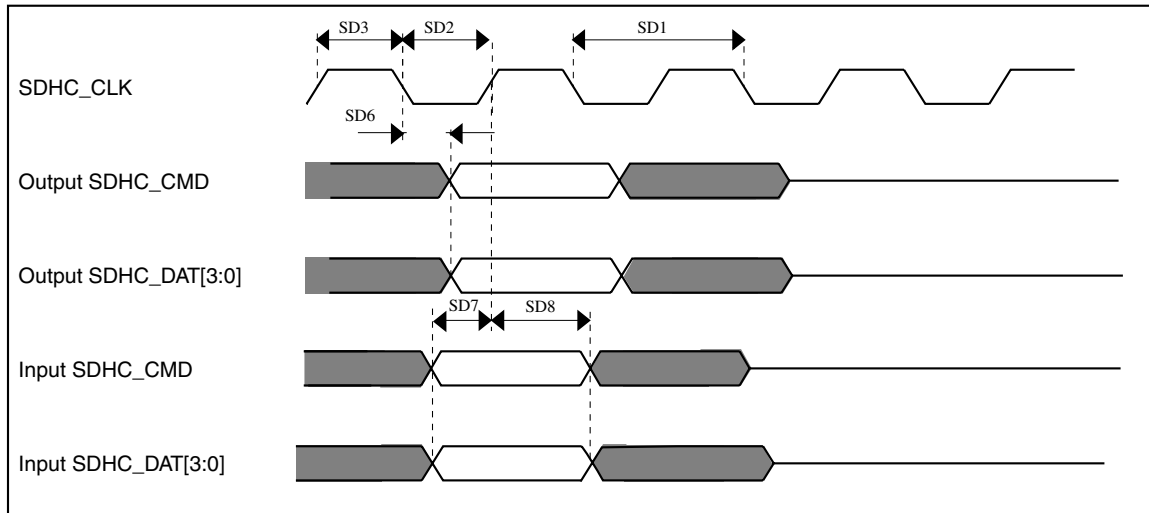 SD3
SD2
SD1
SDHC_CLK
SD6
Output SDHC_CMD
Output SDHC_DAT[3:0]
SD7
SD8
Input SDHC_CMD
Input SDHC_DAT[3:0]